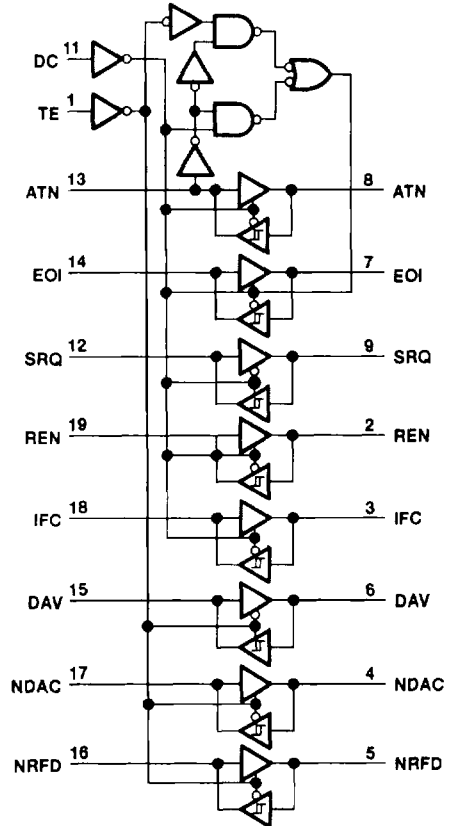 DC 11
TE 1
ATN 13 8 ATN
EOI 14 7 EOI
SRQ 12 9 SRQ
REN 19 2 REN
IFC 18 3 IFC
DAV 15 6 DAV
NDAC 17 4 NDAC
NRFD 16 5 NRFD